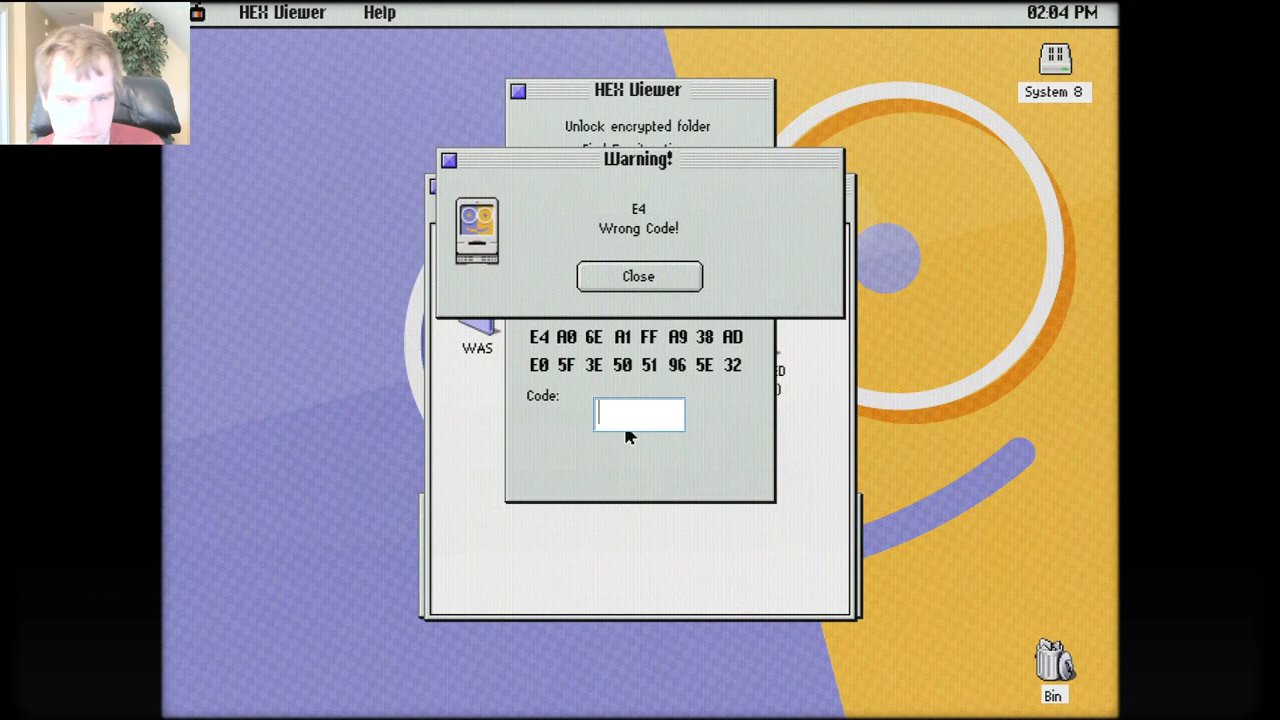 HEX Viewer Help 02:04 PM
System 8
HEX Viewer
Unlock encrypted folder
Warning!
E4
Wrong Code!
Close
E4 A0 6E A1 FF A9 38 AD
WAS
E0 5F 3E 50 51 96 5E 32
Code:
Bin